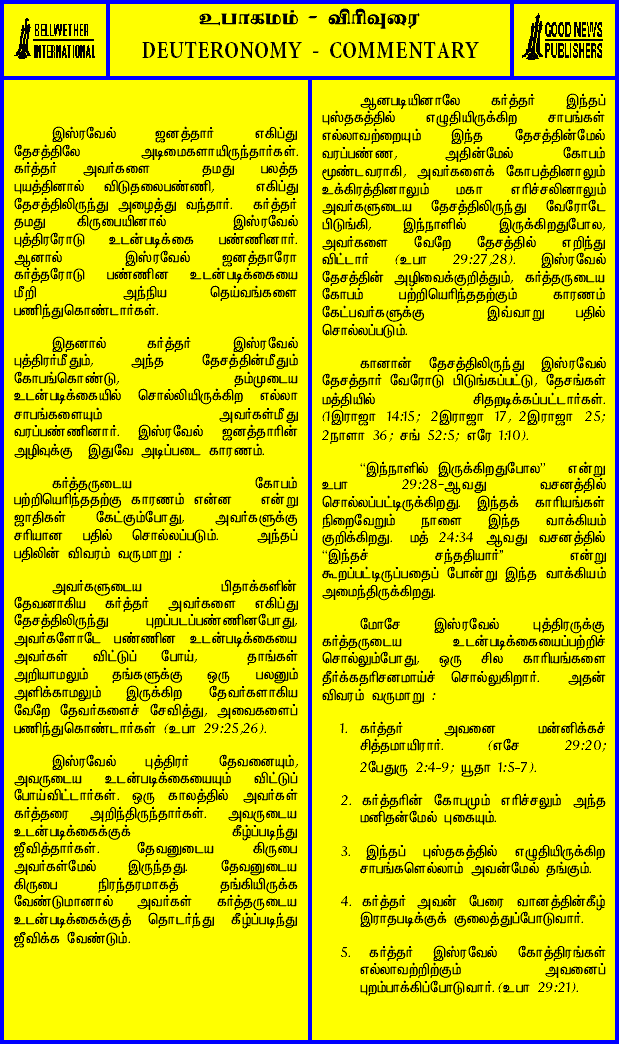 BELLWETHER
INTERNATIONAL
உபாகமம் - விரிவுரை
DEUTERONOMY - COMMENTARY
GOOD NEWS
PUBLISHERS
இஸ்ரவேல் ஜனத்தார் எகிப்து
தேசத்திலே அடிமைகளாயிருந்தார்கள்.
கர்த்தர் அவர்களை தமது பலத்த
புயத்தினால் விடுதலைபண்ணி, எகிப்து
தேசத்திலிருந்து அழைத்து வந்தார். கர்த்தர்
தமது கிருபையினால் இஸ்ரவேல்
புத்திரரோடு உடன்படிக்கை பண்ணினார்.
ஆனால் இஸ்ரவேல் ஜனத்தாரோ
கர்த்தரோடு பண்ணின உடன்படிக்கையை
மீறி அந்நிய தெய்வங்களை
பணிந்துகொண்டார்கள்.
இதனால் கர்த்தர் இஸ்ரவேல்
புத்திரர்மீதும், அந்த தேசத்தின்மீதும்
கோபங்கொண்டு, தம்முடைய
உடன்படிக்கையில் சொல்லியிருக்கிற எல்லா
சாபங்களையும் அவர்கள்மீது
வரப்பண்ணினார். இஸ்ரவேல் ஜனத்தாரின்
அழிவுக்கு இதுவே அடிப்படை காரணம்.
கர்த்தருடைய கோபம்
பற்றியெரிந்ததற்கு காரணம் என்ன என்று
ஜாதிகள் கேட்கும்போது, அவர்களுக்கு
சரியான பதில் சொல்லப்படும். அந்தப்
பதிலின் விவரம் வருமாறு :
அவர்களுடைய பிதாக்களின்
தேவனாகிய கர்த்தர் அவர்களை எகிப்து
தேசத்திலிருந்து புறப்படப்பண்ணினபோது,
அவர்களோடே பண்ணின உடன்படிக்கையை
அவர்கள் விட்டுப் போய், தாங்கள்
அறியாமலும் தங்களுக்கு ஒரு பலனும்
அளிக்காமலும் இருக்கிற தேவர்களாகிய
வேறே தேவர்களைச் சேவித்து, அவைகளைப்
பணிந்துகொண்டார்கள் (உபா 29:25,26).
இஸ்ரவேல் புத்திரர் தேவனையும்,
அவருடைய உடன்படிக்கையையும் விட்டுப்
போய்விட்டார்கள். ஒரு காலத்தில் அவர்கள்
கர்த்தரை அறிந்திருந்தார்கள். அவருடைய
உடன்படிக்கைக்குக் கீழ்ப்படிந்து
ஜீவித்தார்கள். தேவனுடைய கிருபை
அவர்கள்மேல் இருந்தது. தேவனுடைய
கிருபை நிரந்தரமாகத் தங்கியிருக்க
வேண்டுமானால் அவர்கள் கர்த்தருடைய
உடன்படிக்கைக்குத் தொடர்ந்து கீழ்ப்படிந்து
ஜீவிக்க வேண்டும்.
ஆனபடியினாலே கர்த்தர் இந்தப்
புஸ்தகத்தில் எழுதியிருக்கிற சாபங்கள்
எல்லாவற்றையும் இந்த தேசத்தின்மேல்
வரப்பண்ண, அதின்மேல் கோபம்
மூண்டவராகி, அவர்களைக் கோபத்தினாலும்
உக்கிரத்தினாலும் மகா எரிச்சலினாலும்
அவர்களுடைய தேசத்திலிருந்து வேரோடே
பிடுங்கி, இந்நாளில் இருக்கிறதுபோல,
அவர்களை வேறே தேசத்தில் எறிந்து
விட்டார் (உபா 29:27,28). இஸ்ரவேல்
தேசத்தின் அழிவைக்குறித்தும், கர்த்தருடைய
கோபம் பற்றியெரிந்ததற்கும் காரணம்
கேட்பவர்களுக்கு இவ்வாறு பதில்
சொல்லப்படும்.
கானான் தேசத்திலிருந்து இஸ்ரவேல்
தேசத்தார் வேரோடு பிடுங்கப்பட்டு, தேசங்கள்
மத்தியில் சிதறடிக்கப்பட்டார்கள்.
(1இராஜா 14:15; 2இராஜா 17, 2இராஜா 25;
2நாளா 36; சங் 52:5; எரே 1:10).
“இந்நாளில் இருக்கிறதுபோல” என்று
உபா 29:28-ஆவது வசனத்தில்
சொல்லப்பட்டிருக்கிறது. இந்தக் காரியங்கள்
நிறைவேறும் நாளை இந்த வாக்கியம்
குறிக்கிறது. மத் 24:34 ஆவது வசனத்தில்
“இந்தச் சந்ததியார்” என்று
கூறப்பட்டிருப்பதைப் போன்று இந்த வாக்கியம்
அமைந்திருக்கிறது.
மோசே இஸ்ரவேல் புத்திரருக்கு
கர்த்தருடைய உடன்படிக்கையைப்பற்றிச்
சொல்லும்போது, ஒரு சில காரியங்களை
தீர்க்கதரிசனமாய்ச் சொல்லுகிறார். அதன்
விவரம் வருமாறு :
1. கர்த்தர் அவனை மன்னிக்கச்
சித்தமாயிரார். (எசே 29:20;
2பேதுரு 2:4-9; யூதா 1:5-7).
2. கர்த்தரின் கோபமும் எரிச்சலும் அந்த
மனிதன்மேல் புகையும்.
3. இந்தப் புஸ்தகத்தில் எழுதியிருக்கிற
சாபங்களெல்லாம் அவன்மேல் தங்கும்.
4. கர்த்தர் அவன் பேரை வானத்தின்கீழ்
இராதபடிக்குக் குலைத்துப்போடுவார்.
5. கர்த்தர் இஸ்ரவேல் கோத்திரங்கள்
எல்லாவற்றிற்கும் அவனைப்
புறம்பாக்கிப்போடுவார். (உபா 29:21).